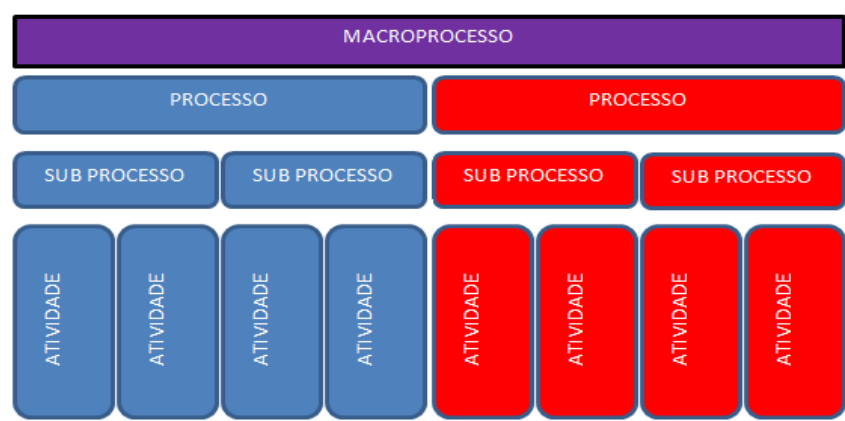 MACROPROCESSO
PROCESSO
PROCESSO
SUB PROCESSO
SUB PROCESSO
SUB PROCESSO
SUB PROCESSO
ATIVIDADE
ATIVIDADE
ATIVIDADE
ATIVIDADE
ATIVIDADE
ATIVIDADE
ATIVIDADE
ATIVIDADE